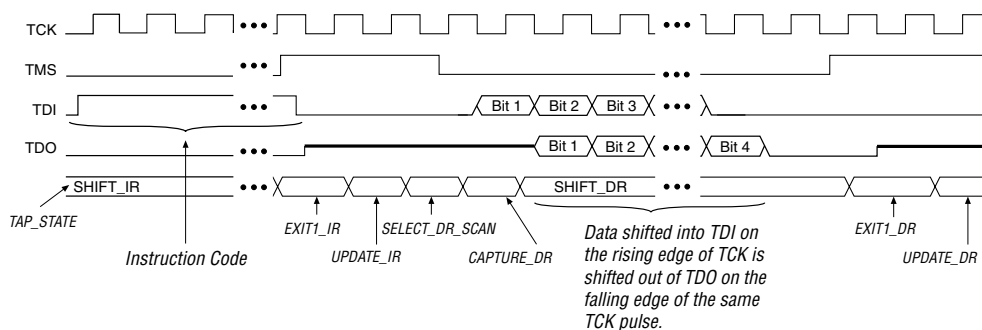 TCK
TMS
TDI
Bit 1 Bit 2 Bit 3
TDO
Bit 1 Bit 2 Bit 4
SHIFT_IR
SHIFT_DR
TAP_STATE
EXIT1_IR
SELECT_DR_SCAN
EXIT1_DR
Instruction Code
UPDATE_IR
CAPTURE_DR
UPDATE_DR
Data shifted into TDI on
the rising edge of TCK is
shifted out of TDO on the
falling edge of the same
TCK pulse.